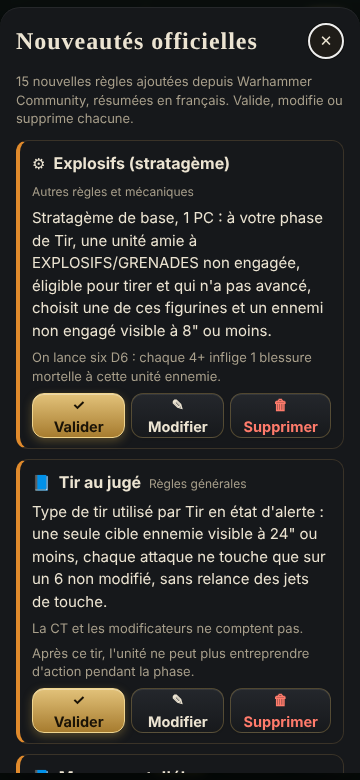 Nouveautés officielles
✕
15 nouvelles règles ajoutées depuis Warhammer
Community, résumées en français. Valide, modifie ou
supprime chacune.
⚙ Explosifs (stratagème)
Autres règles et mécaniques
Stratagème de base, 1 PC : à votre phase
de Tir, une unité amie à
EXPLOSIFS/GRENADES non engagée,
éligible pour tirer et qui n'a pas avancé,
choisit une de ces figurines et un ennemi
non engagé visible à 8" ou moins.
On lance six D6 : chaque 4+ inflige 1 blessure
mortelle à cette unité ennemie.
✓ Valider
✎ Modifier
🗑 Supprimer
📘 Tir au jugé Règles générales
Type de tir utilisé par Tir en état d'alerte :
une seule cible ennemie visible à 24" ou
moins, chaque attaque ne touche que sur
un 6 non modifié, sans relance des jets
de touche.
La CT et les modificateurs ne comptent pas.
Après ce tir, l'unité ne peut plus entreprendre
d'action pendant la phase.
✓ Valider
✎ Modifier
🗑 Supprimer